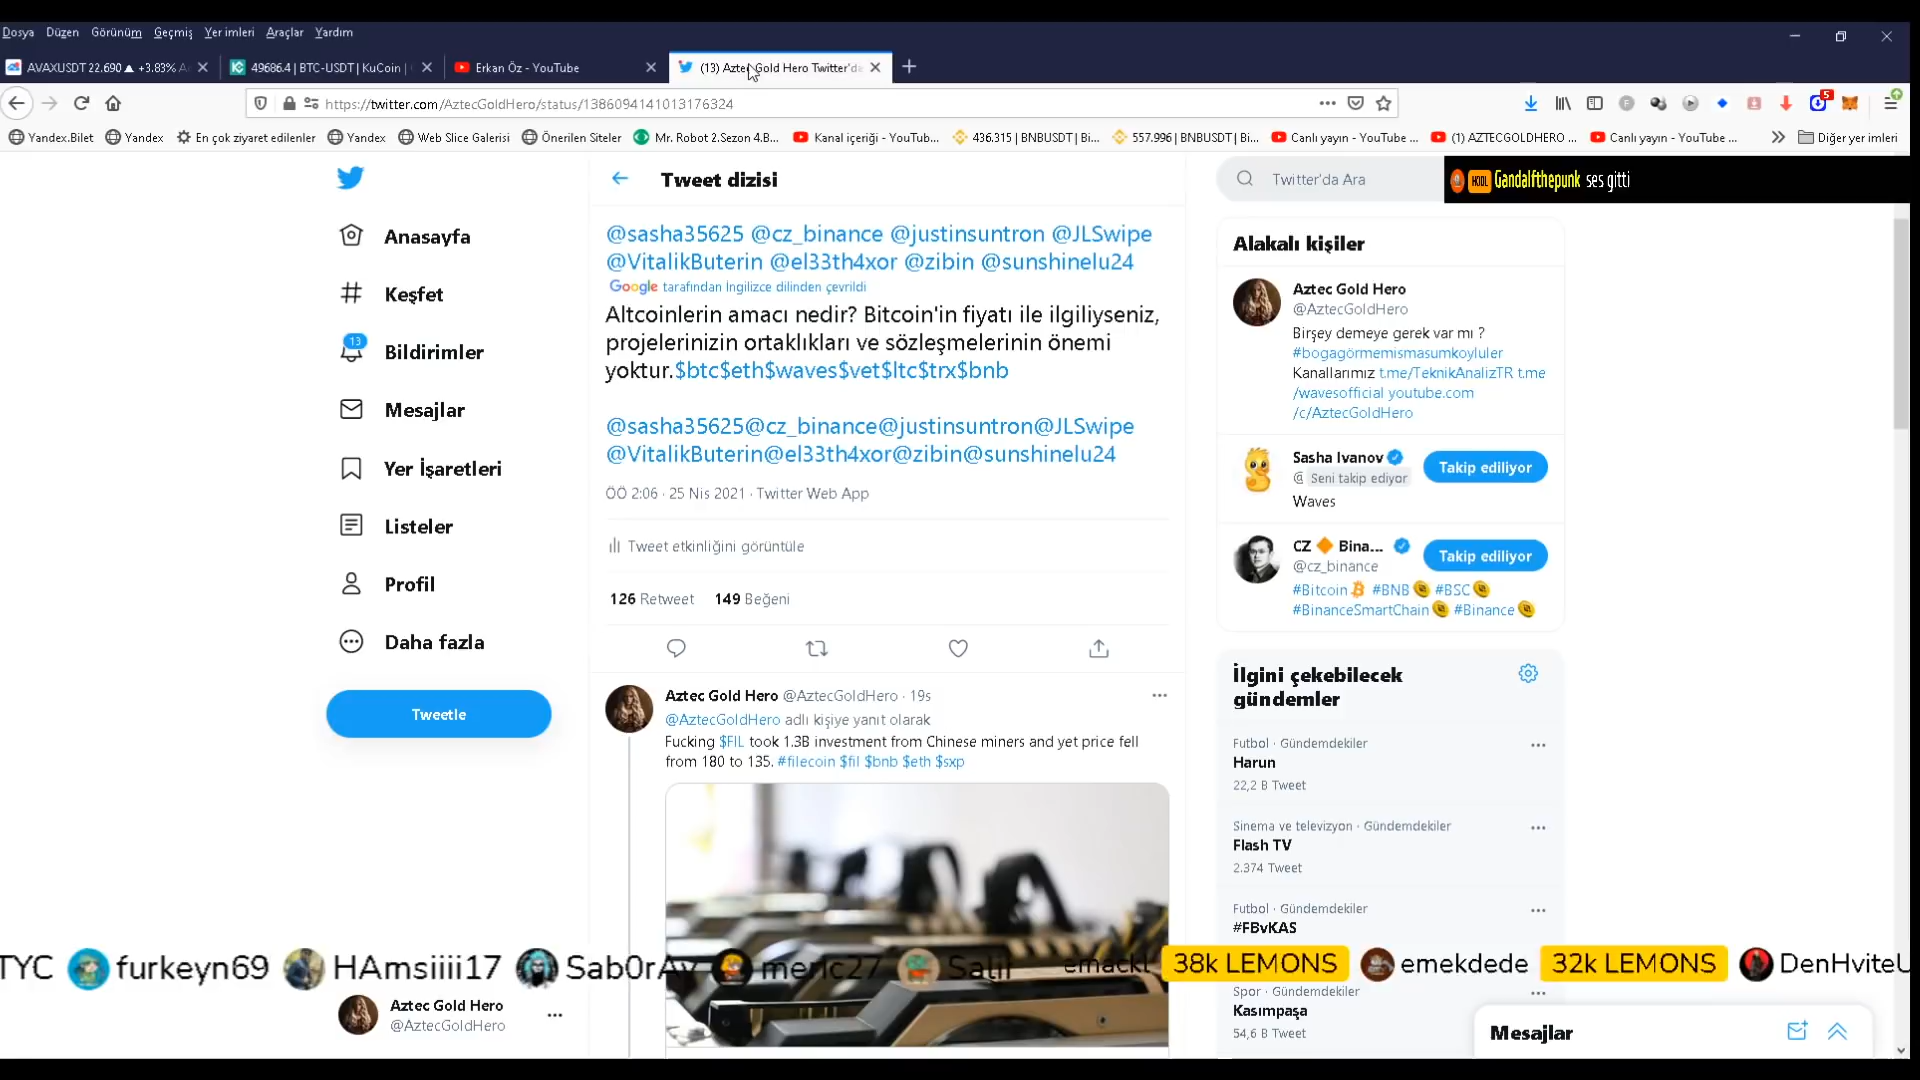 Dosya Düzen Görünüm Geçmiş Yer imleri Araçlar Yardım
AVAXUSDT 22.690 ▲ +3.83%
49686.4 | BTC-USDT | KuCoin |
Erkan Öz - YouTube
(13) Aztec Gold Hero Twitter'da
https://twitter.com/AztecGoldHero/status/1386094141013176324
5
Yandex.Bilet Yandex En çok ziyaret edilenler Yandex Web Slice Galerisi Önerilen Siteler Mr. Robot 2.Sezon 4.B... Kanal içeriği - YouTub... 436.315 | BNBUSDT | Bi... 557.996 | BNBUSDT | Bi... Canlı yayın - YouTube ... (1) AZTECGOLDHERO ... Canlı yayın - YouTube ... Diğer yer imleri
Anasayfa
Keşfet
13
Bildirimler
Mesajlar
Yer İşaretleri
Listeler
Profil
Daha fazla
Tweetle
Aztec Gold Hero
@AztecGoldHero
Tweet dizisi
@sasha35625 @cz_binance @justinsuntron @JLSwipe
@VitalikButerin @el33th4xor @zibin @sunshinelu24
Google tarafından İngilizce dilinden çevrildi
Altcoinlerin amacı nedir? Bitcoin'in fiyatı ile ilgiliyseniz,
projelerinizin ortaklıkları ve sözleşmelerinin önemi
yoktur.$btc$eth$waves$vet$ltc$trx$bnb
@sasha35625@cz_binance@justinsuntron@JLSwipe
@VitalikButerin@el33th4xor@zibin@sunshinelu24
ÖÖ 2:06 · 25 Nis 2021 · Twitter Web App
Tweet etkinliğini görüntüle
126 Retweet 149 Beğeni
Aztec Gold Hero @AztecGoldHero · 19s
@AztecGoldHero adlı kişiye yanıt olarak
Fucking $FIL took 1.3B investment from Chinese miners and yet price fell
from 180 to 135. #filecoin $fil $bnb $eth $sxp
Twitter'da Ara
HODL Gandalfthepunk ses gitti
Alakalı kişiler
Aztec Gold Hero
@AztecGoldHero
Birşey demeye gerek var mı ?
#bogagörmemismasumkoyluler
Kanallarımız t.me/TeknikAnalizTR t.me
/wavesofficial youtube.com
/c/AztecGoldHero
Sasha Ivanov
@ Seni takip ediyor
Waves
Takip ediliyor
CZ Bina...
@cz_binance
Takip ediliyor
#Bitcoin #BNB #BSC
#BinanceSmartChain #Binance
İlgini çekebilecek
gündemler
Futbol · Gündemdekiler
Harun
22,2 B Tweet
Sinema ve televizyon · Gündemdekiler
Flash TV
2.374 Tweet
Futbol · Gündemdekiler
#FBvKAS
Spor · Gündemdekiler
Kasımpaşa
54,6 B Tweet
Mesajlar
TYC furkeyn69 HAmsiiii17 Sab0rAy meric27 Salil emackl 38k LEMONS emekdede 32k LEMONS DenHviteU